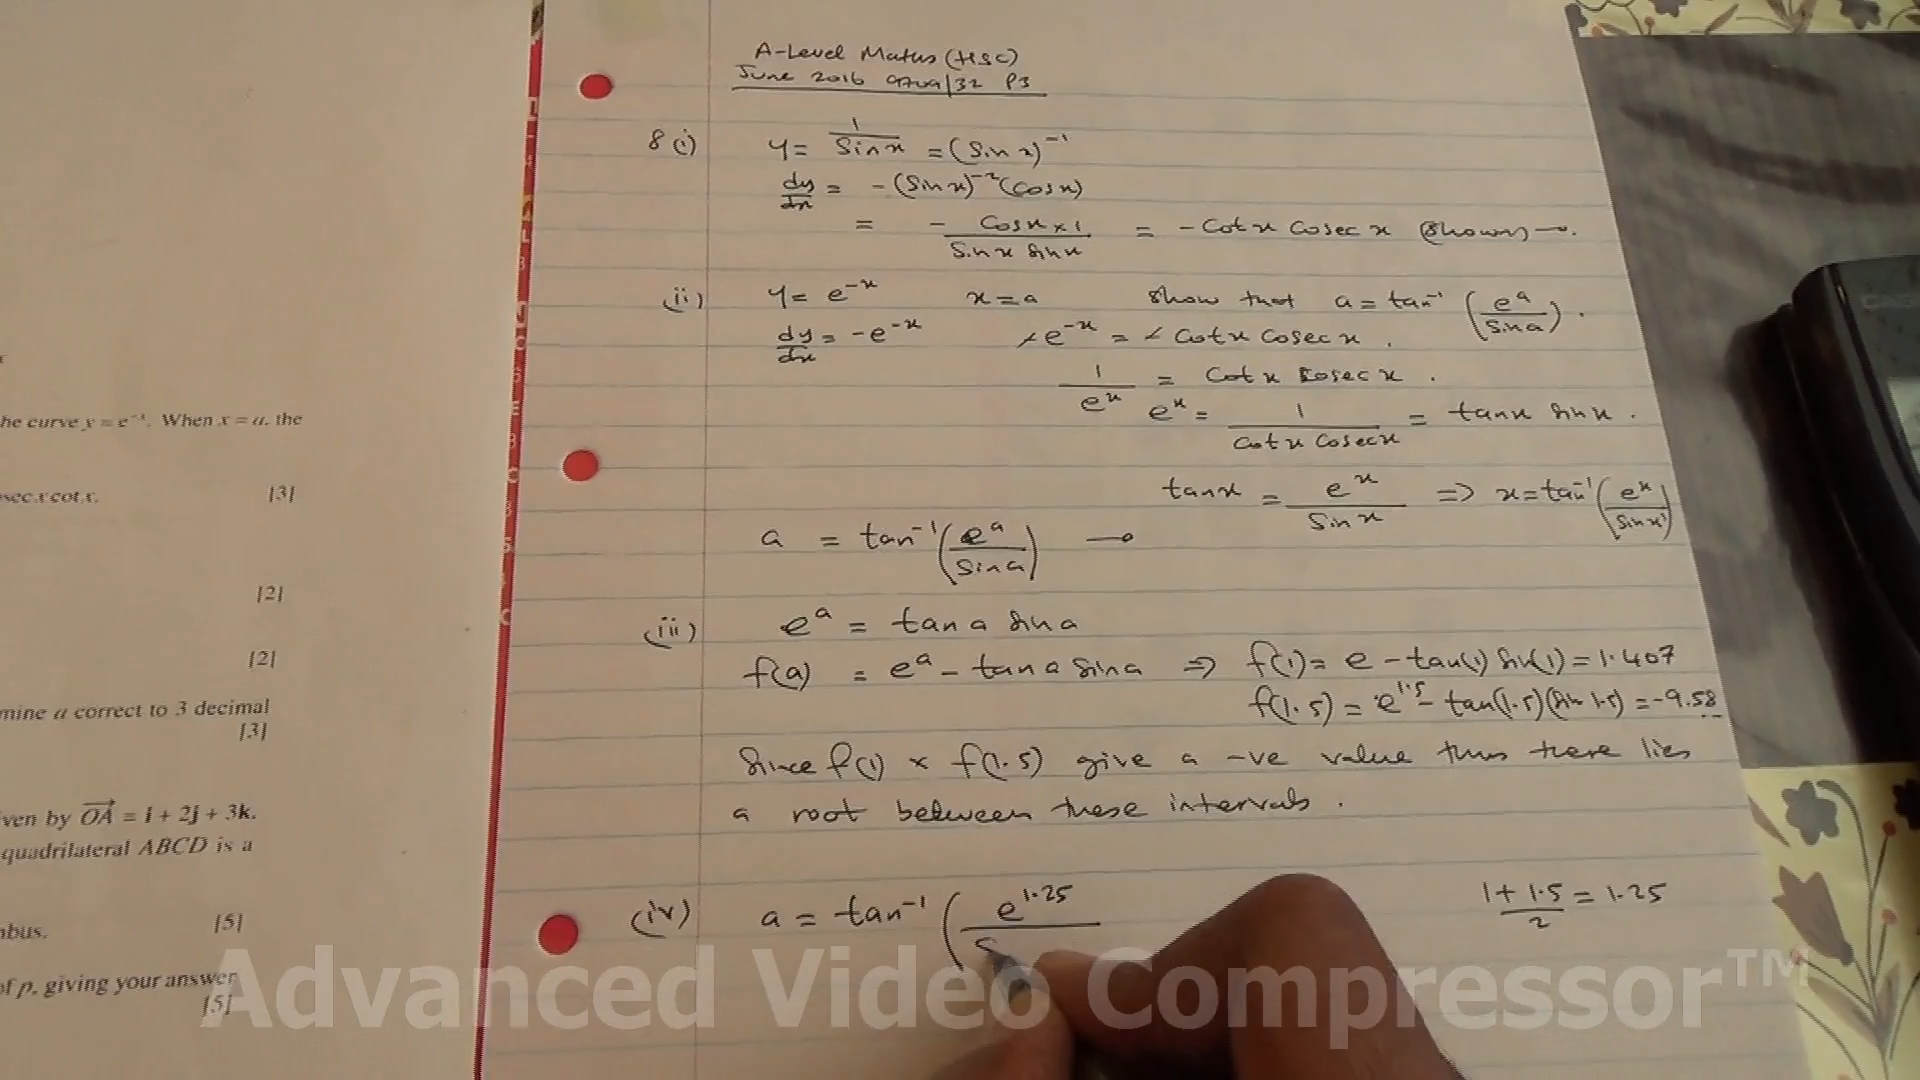 A-Level Maths (HSC)
June 2016 9709/32 P3
8(i) y = 1/Sin x = (Sin x)^-1
dy/dx = -(Sin x)^-2 (Cos x)
= - Cos x × 1 / Sin x Sin x = -Cot x Cosec x (Shown)
(ii) y = e^-x x = a Show that a = tan^-1 (e^a / Sin a).
dy/dx = -e^-x -e^-x = - Cot x Cosec x.
1/e^x = Cot x Cosec x.
e^x = 1 / Cot x Cosec x = tan x Sin x.
tan x = e^x / Sin x => x = tan^-1 (e^x / Sin x)
a = tan^-1 (e^a / Sin a)
(iii) e^a = tan a Sin a
f(a) = e^a - tan a Sin a => f(1) = e - tan(1) Sin(1) = 1.407
f(1.5) = e^1.5 - tan(1.5)(Sin 1.5) = -9.58
Since f(1) × f(1.5) give a -ve value thus there lies
a root between these intervals.
(iv) a = tan^-1 ( e^1.25 / S
1 + 1.5 / 2 = 1.25
he curve y = e^-x. When x = a, the
sec x cot x. [3]
[2]
[2]
mine a correct to 3 decimal
[3]
ven by OA = i + 2j + 3k.
quadrilateral ABCD is a
mbus. [5]
of p, giving your answer
[5]
Advanced Video Compressor™